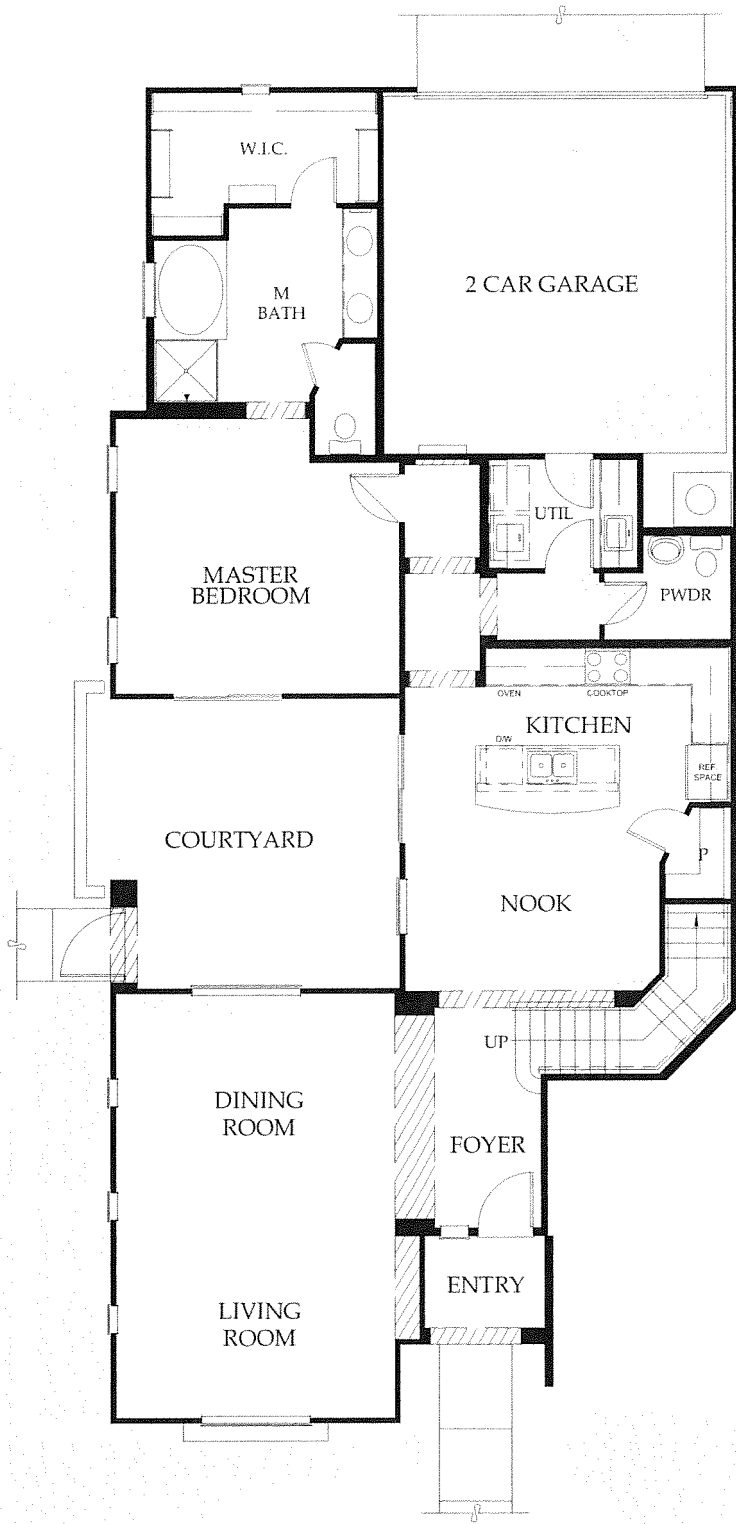 W.I.C.
M
BATH
2 CAR GARAGE
UTIL
MASTER
BEDROOM
PWDR
OVEN
COOKTOP
KITCHEN
D/W
REF.
SPACE
COURTYARD
P
NOOK
UP
DINING
ROOM
FOYER
ENTRY
LIVING
ROOM